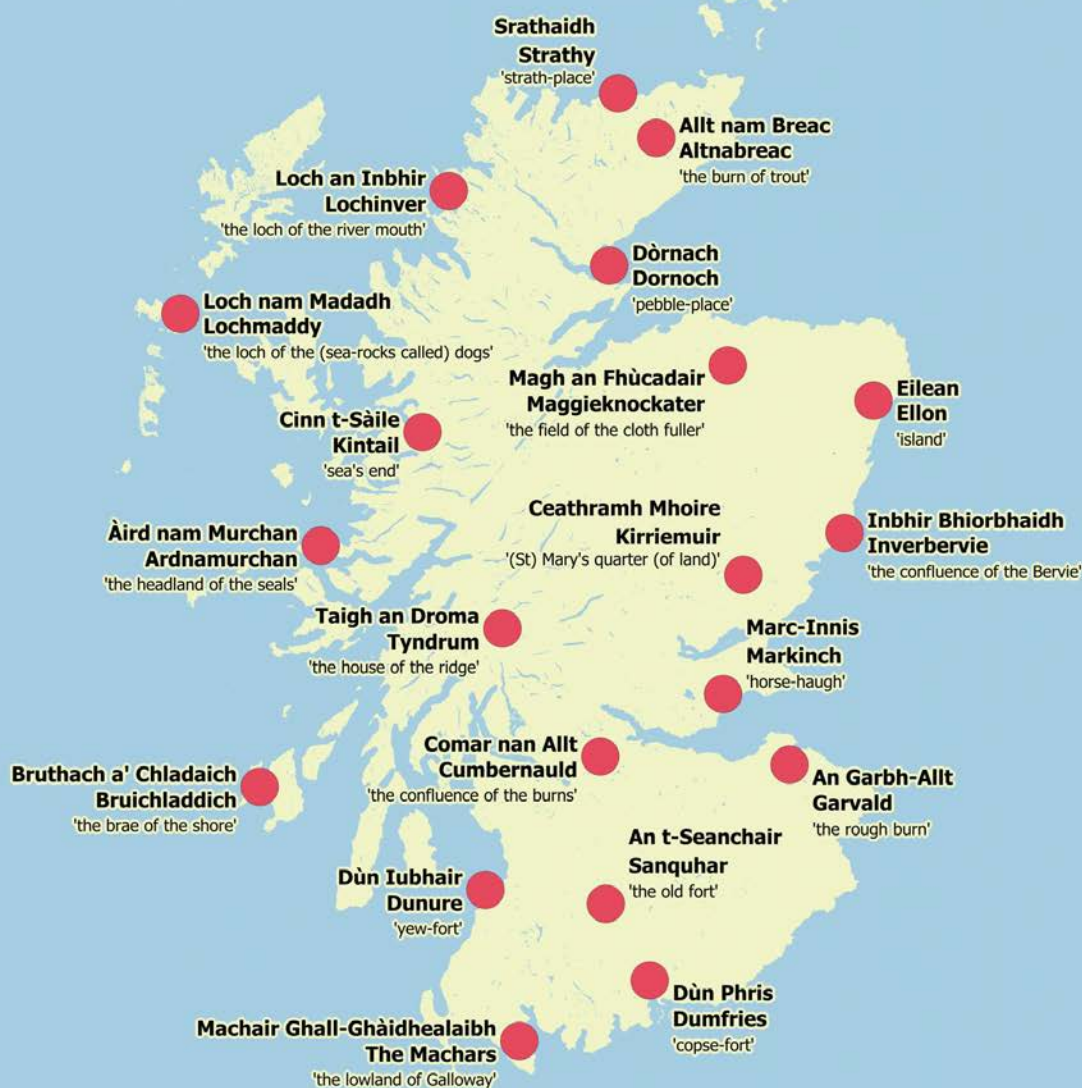 Srathaidh
Strathy
'strath-place'
Allt nam Breac
Altnabreac
'the burn of trout'
Loch an Inbhir
Lochinver
'the loch of the river mouth'
Dòrnach
Dornoch
'pebble-place'
Loch nam Madadh
Lochmaddy
'the loch of the (sea-rocks called) dogs'
Magh an Fhùcadair
Maggieknockater
'the field of the cloth fuller'
Eilean
Ellon
'island'
Cinn t-Sàile
Kintail
'sea's end'
Ceathramh Mhoire
Kirriemuir
'(St) Mary's quarter (of land)'
Inbhir Bhiorbhaidh
Inverbervie
'the confluence of the Bervie'
Àird nam Murchan
Ardnamurchan
'the headland of the seals'
Taigh an Droma
Tyndrum
'the house of the ridge'
Marc-Innis
Markinch
'horse-haugh'
Comar nan Allt
Cumbernauld
'the confluence of the burns'
Bruthach a' Chladaich
Bruichladdich
'the brae of the shore'
An Garbh-Allt
Garvald
'the rough burn'
An t-Seanchair
Sanquhar
'the old fort'
Dùn Iubhair
Dunure
'yew-fort'
Dùn Phris
Dumfries
'copse-fort'
Machair Ghall-Ghàidhealaibh
The Machars
'the lowland of Galloway'